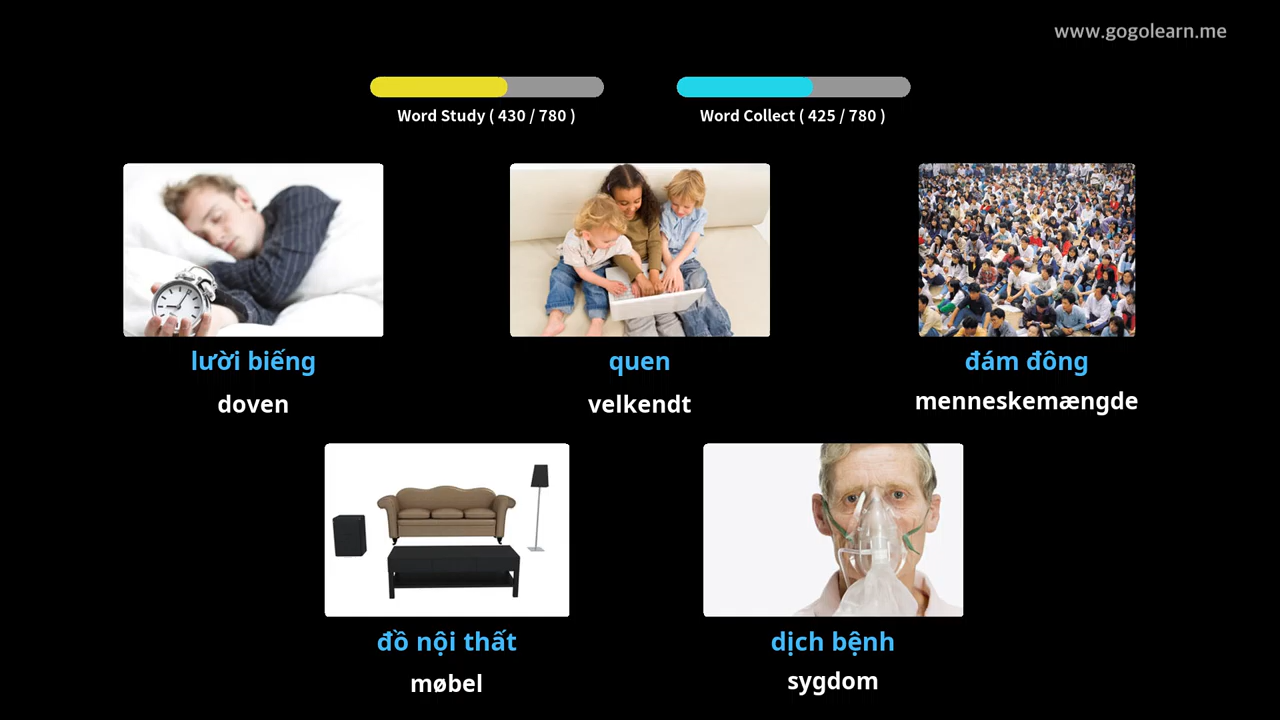 www.gogolearn.me
Word Study ( 430 / 780 )
Word Collect ( 425 / 780 )
lười biếng
doven
quen
velkendt
đám đông
menneskemængde
đồ nội thất
møbel
dịch bệnh
sygdom